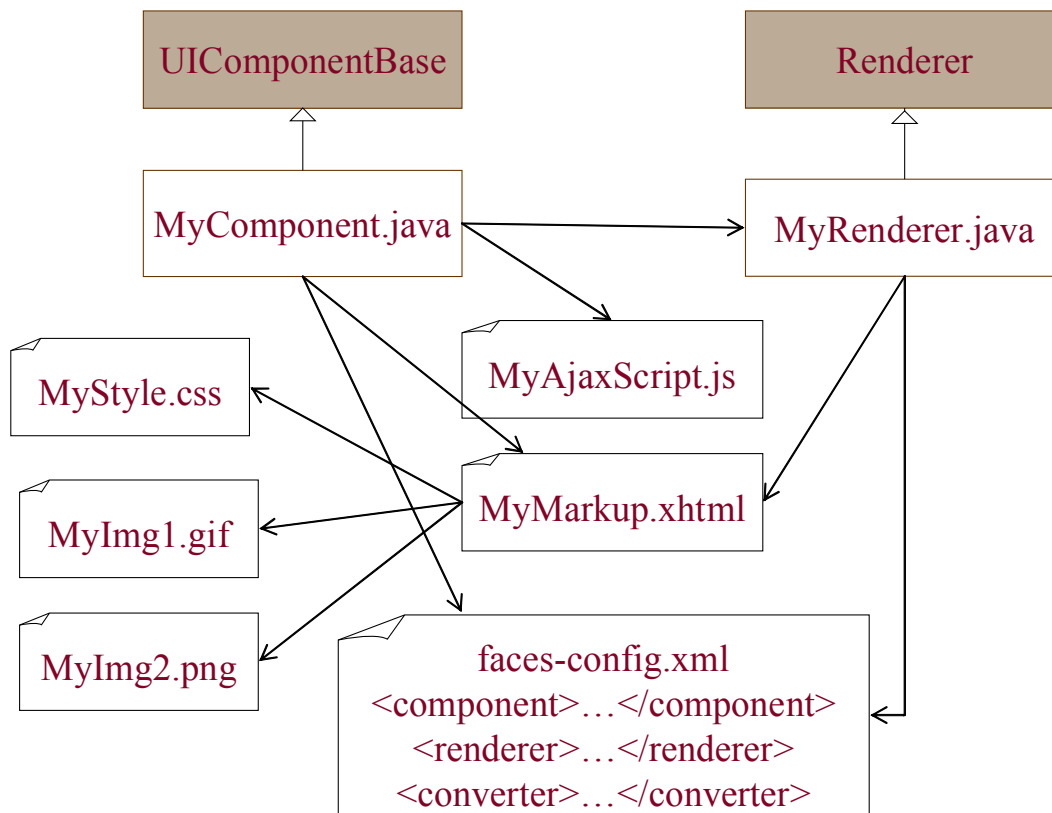 UIComponentBase
Renderer
MyComponent.java
MyRenderer.java
MyAjaxScript.js
MyStyle.css
MyMarkup.xhtml
MyImg1.gif
MyImg2.png
faces-config.xml
<component>…</component>
<renderer>…</renderer>
<converter>…</converter>